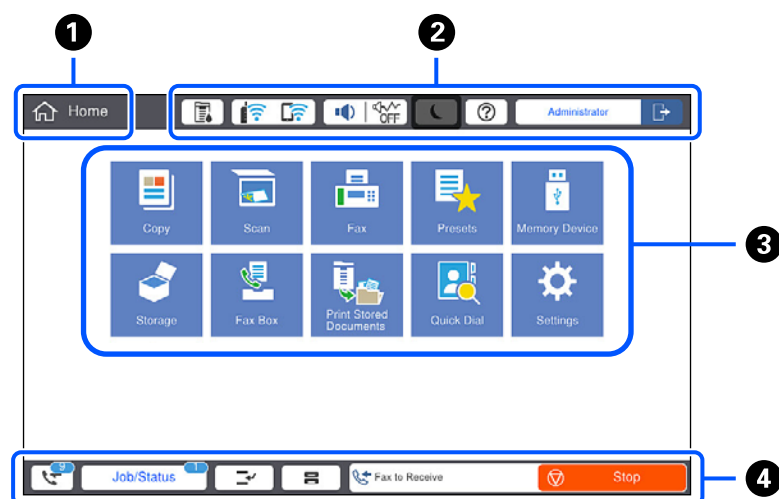 1
2
Home
OFF
?
Administrator
Copy
Scan
Fax
Presets
Memory Device
3
Storage
Fax Box
Print Stored
Documents
Quick Dial
Settings
9
Job/Status
1
Fax to Receive
Stop
4